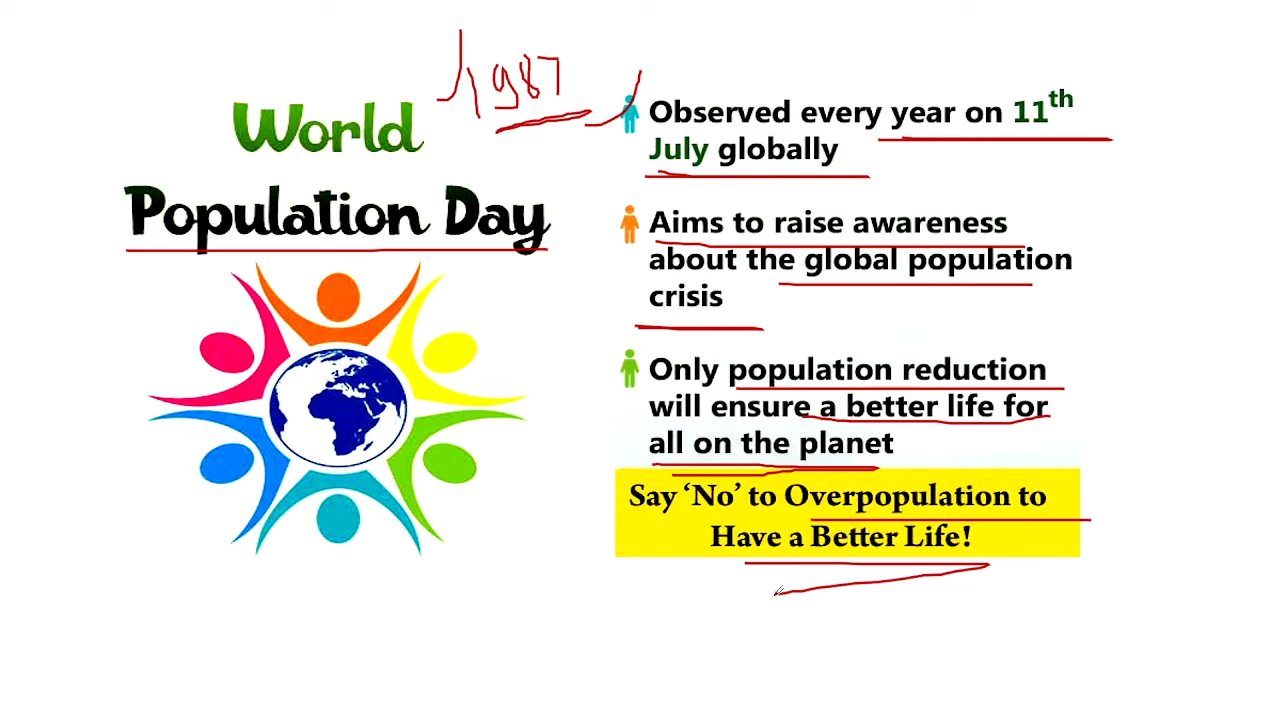 World
Population Day
1987
Observed every year on 11th
July globally
Aims to raise awareness
about the global population
crisis
Only population reduction
will ensure a better life for
all on the planet
Say ‘No’ to Overpopulation to
Have a Better Life!